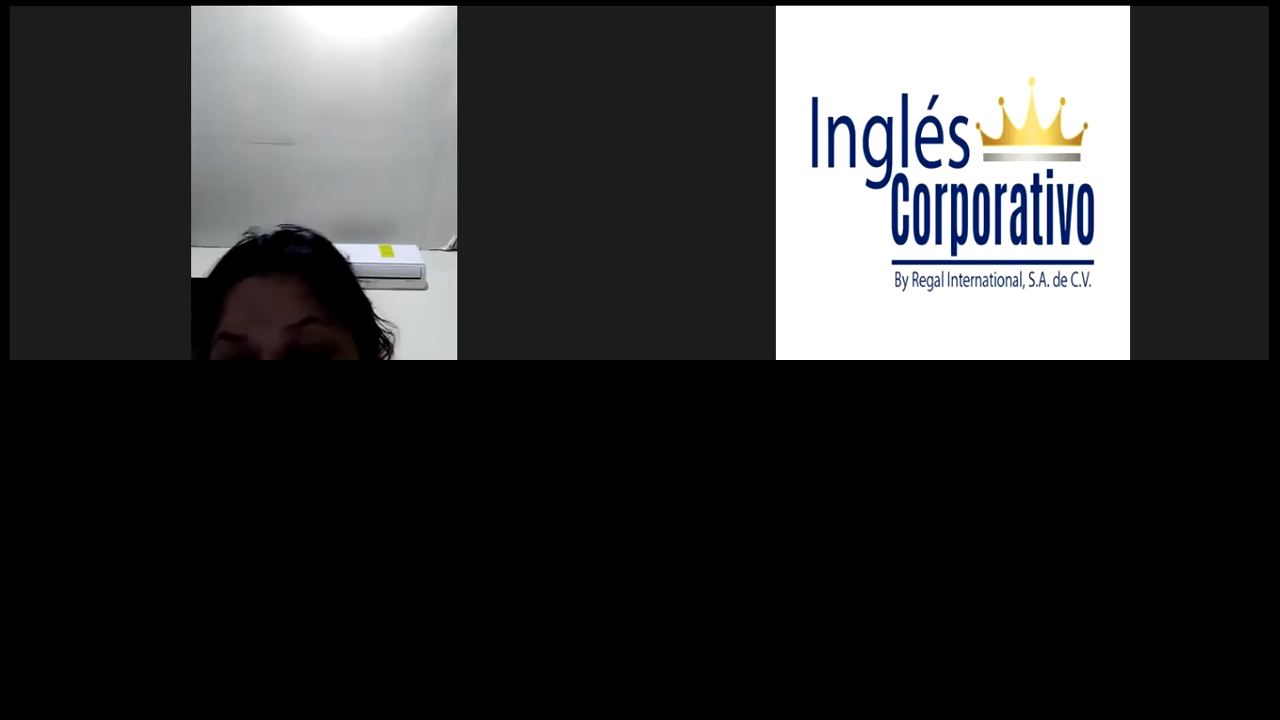 Inglés
Corporativo
By Regal International, S.A. de C.V.